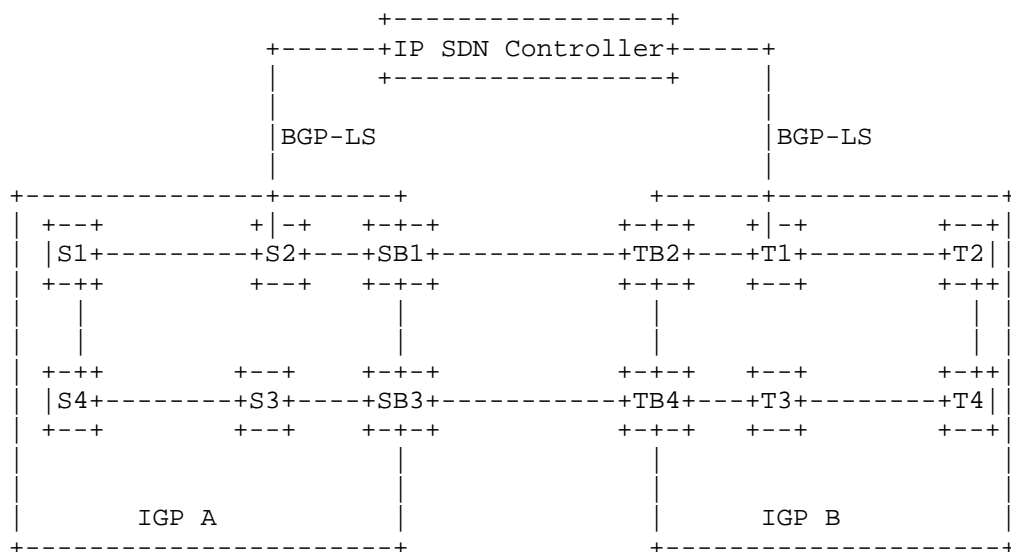 IP SDN Controller
BGP-LS BGP-LS
S1 S2 SB1 TB2 T1 T2
S4 S3 SB3 TB4 T3 T4
IGP A IGP B